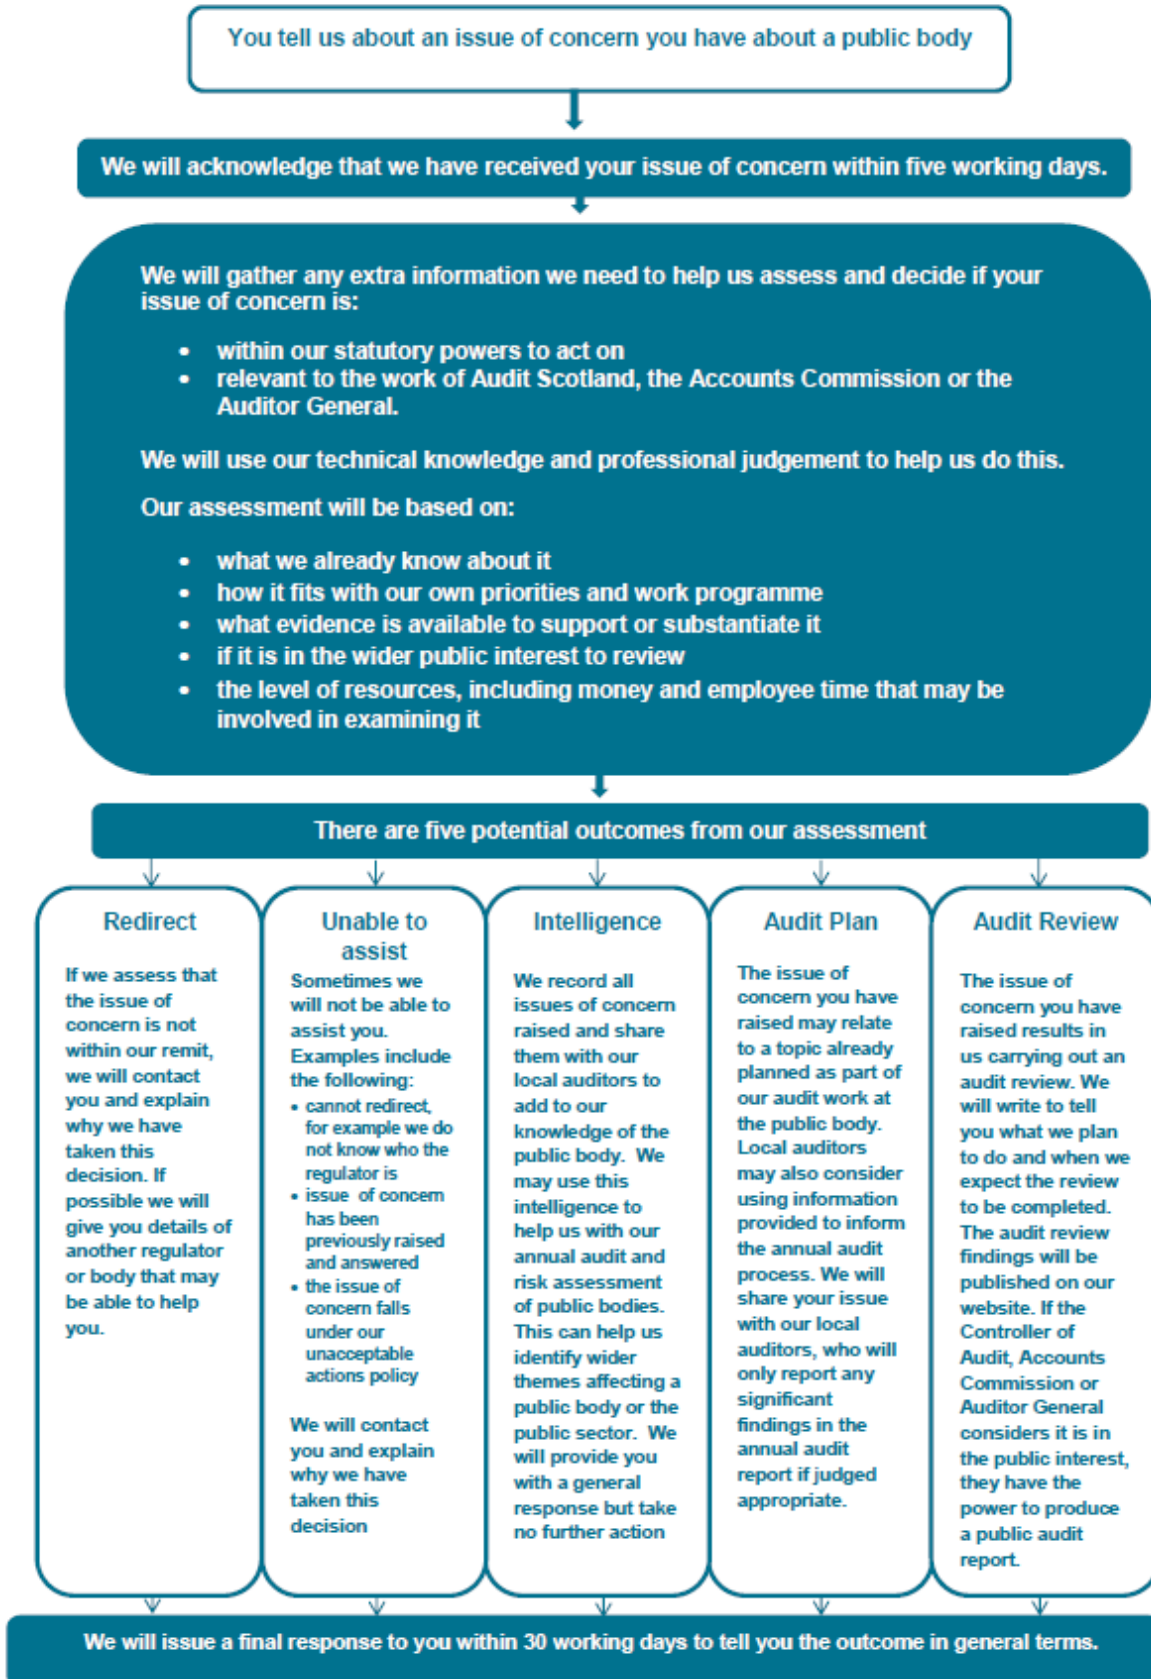 You tell us about an issue of concern you have about a public body
We will acknowledge that we have received your issue of concern within five working days.
We will gather any extra information we need to help us assess and decide if your
issue of concern is:
• within our statutory powers to act on
• relevant to the work of Audit Scotland, the Accounts Commission or the
Auditor General.
We will use our technical knowledge and professional judgement to help us do this.
Our assessment will be based on:
• what we already know about it
• how it fits with our own priorities and work programme
• what evidence is available to support or substantiate it
• if it is in the wider public interest to review
• the level of resources, including money and employee time that may be
involved in examining it
There are five potential outcomes from our assessment
Redirect
If we assess that
the issue of
concern is not
within our remit,
we will contact
you and explain
why we have
taken this
decision. If
possible we will
give you details of
another regulator
or body that may
be able to help
you.
Unable to
assist
Sometimes we
will not be able to
assist you.
Examples include
the following:
• cannot redirect,
for example we do
not know who the
regulator is
• issue of concern
has been
previously raised
and answered
• the issue of
concern falls
under our
unacceptable
actions policy
We will contact
you and explain
why we have
taken this
decision
Intelligence
We record all
issues of concern
raised and share
them with our
local auditors to
add to our
knowledge of the
public body. We
may use this
intelligence to
help us with our
annual audit and
risk assessment
of public bodies.
This can help us
identify wider
themes affecting a
public body or the
public sector. We
will provide you
with a general
response but take
no further action
Audit Plan
The issue of
concern you have
raised may relate
to a topic already
planned as part of
our audit work at
the public body.
Local auditors
may also consider
using information
provided to inform
the annual audit
process. We will
share your issue
with our local
auditors, who will
only report any
significant
findings in the
annual audit
report if judged
appropriate.
Audit Review
The issue of
concern you have
raised results in
us carrying out an
audit review. We
will write to tell
you what we plan
to do and when we
expect the review
to be completed.
The audit review
findings will be
published on our
website. If the
Controller of
Audit, Accounts
Commission or
Auditor General
considers it is in
the public interest,
they have the
power to produce
a public audit
report.
We will issue a final response to you within 30 working days to tell you the outcome in general terms.